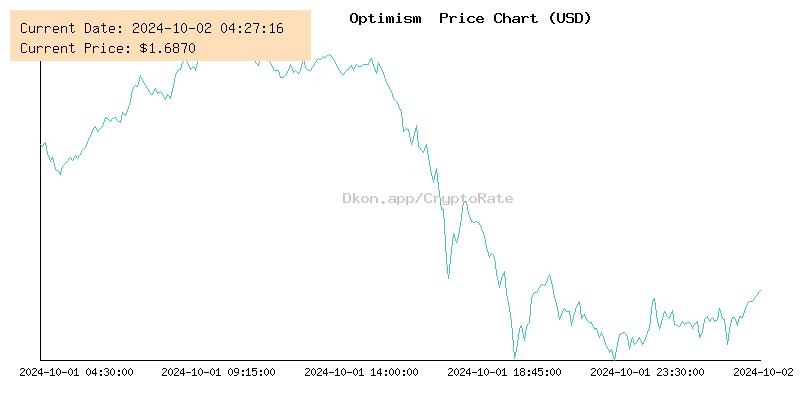 Optimism Price Chart (USD)
Current Date: 2024-10-02 04:27:16
Current Price: $1.6870
Dkon.app/CryptoRate
2024-10-01 04:30:00 2024-10-01 09:15:00 2024-10-01 14:00:00 2024-10-01 18:45:00 2024-10-01 23:30:00 2024-10-02